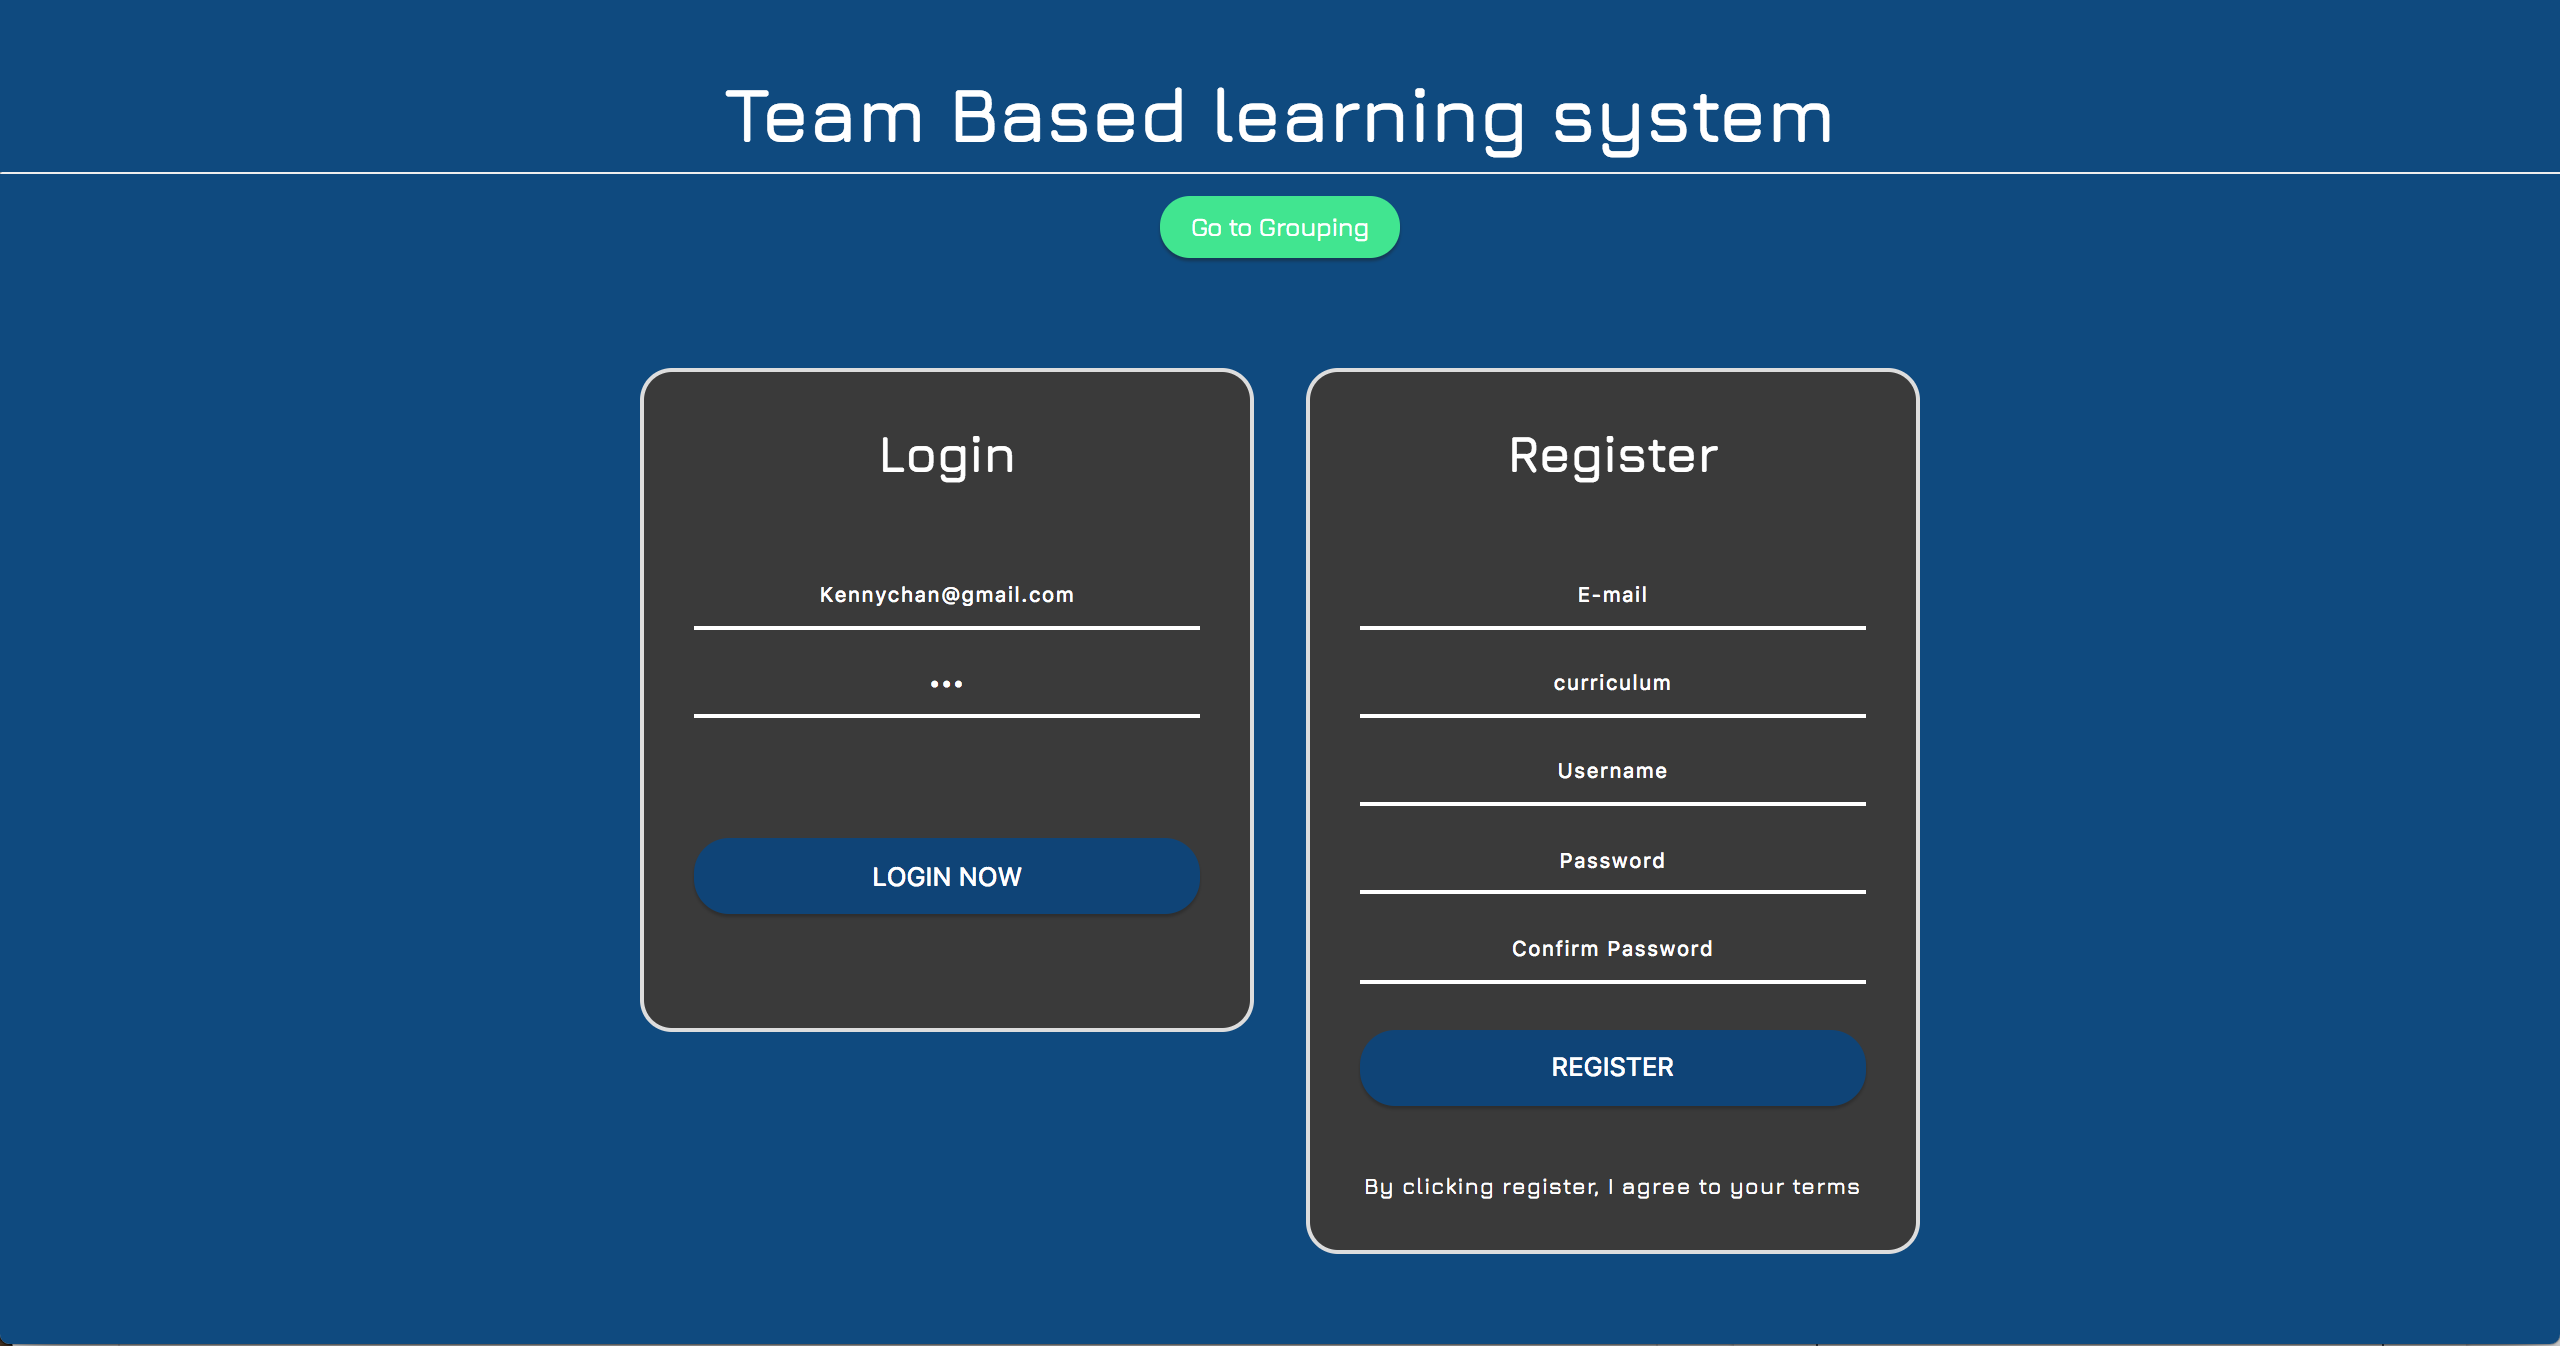 Team Based learning system
Go to Grouping
Login
Kennychan@gmail.com
•••
LOGIN NOW
Register
E-mail
curriculum
Username
Password
Confirm Password
REGISTER
By clicking register, I agree to your terms